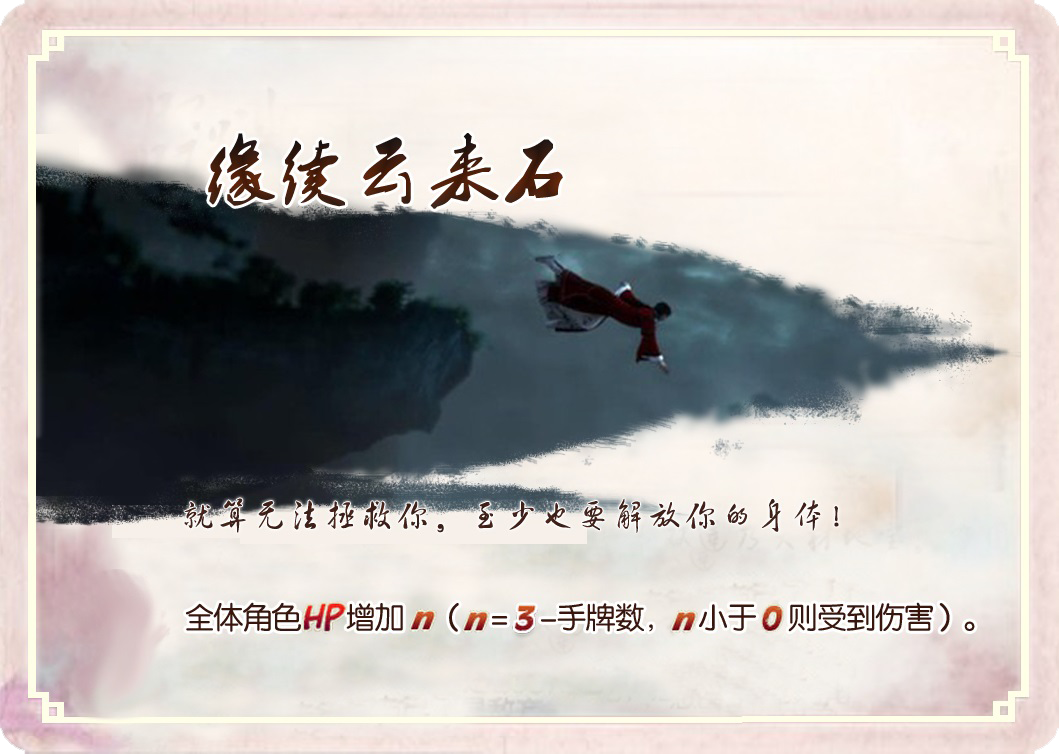 缘续云来石
就算无法拯救你，至少也要解放你的身体！
全体角色HP增加n（n=3-手牌数，n小于0则受到伤害）。